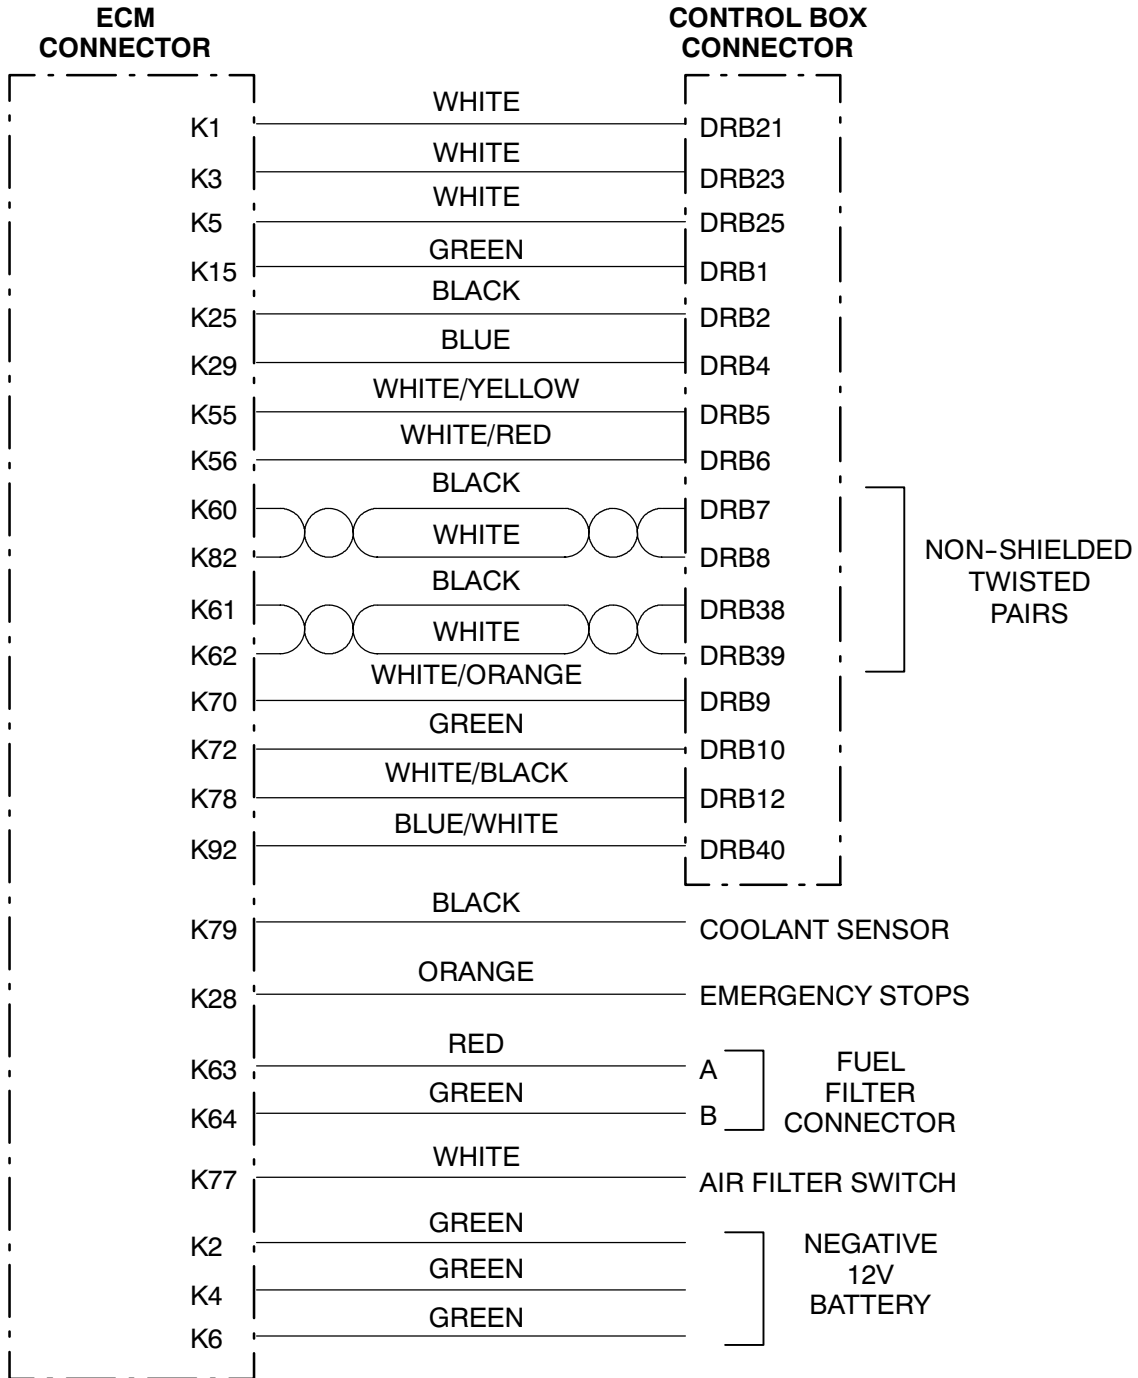 ECM
CONNECTOR
CONTROL BOX
CONNECTOR
K1 WHITE DRB21
K3 WHITE DRB23
K5 WHITE DRB25
K15 GREEN DRB1
K25 BLACK DRB2
K29 BLUE DRB4
K55 WHITE/YELLOW DRB5
K56 WHITE/RED DRB6
K60 BLACK DRB7
K82 WHITE DRB8
K61 BLACK DRB38
K62 WHITE DRB39
NON-SHIELDED
TWISTED
PAIRS
K70 WHITE/ORANGE DRB9
K72 GREEN DRB10
K78 WHITE/BLACK DRB12
K92 BLUE/WHITE DRB40
K79 BLACK COOLANT SENSOR
K28 ORANGE EMERGENCY STOPS
K63 RED A
K64 GREEN B
FUEL
FILTER
CONNECTOR
K77 WHITE AIR FILTER SWITCH
K2 GREEN
K4 GREEN
K6 GREEN
NEGATIVE
12V
BATTERY